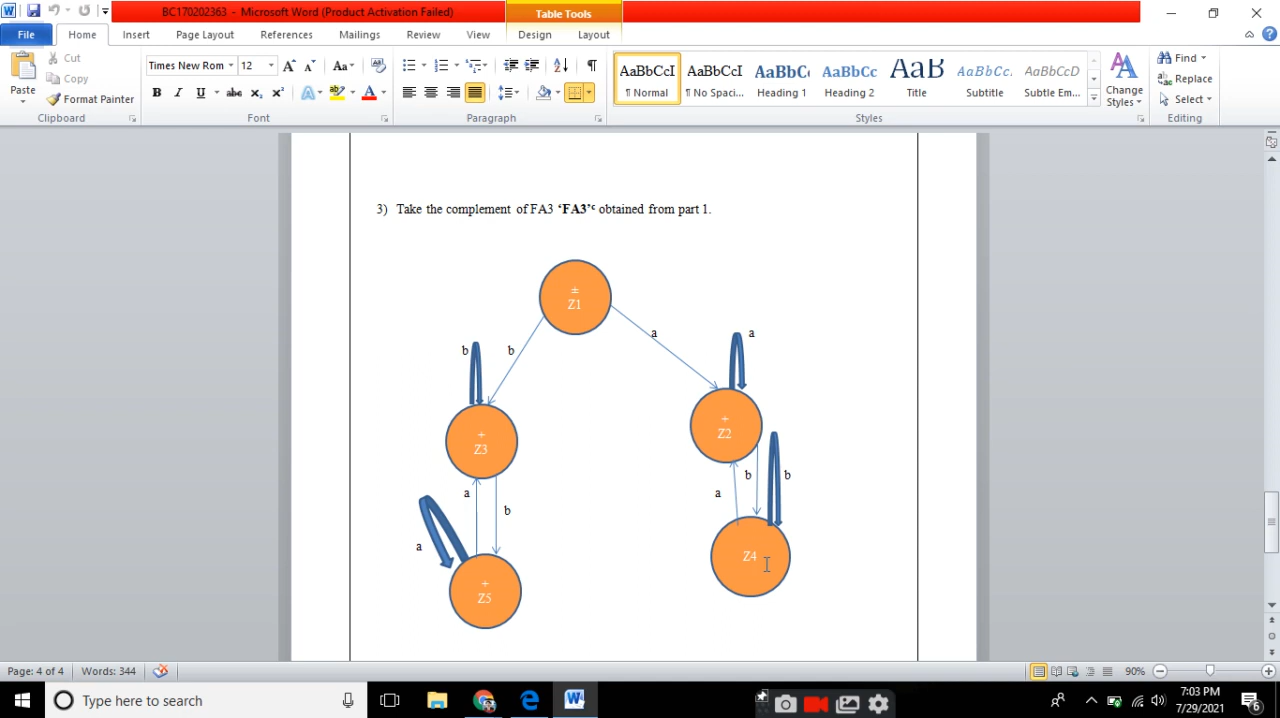 BC170202363 - Microsoft Word (Product Activation Failed)
Table Tools
File Home Insert Page Layout References Mailings Review View Design Layout
Paste
Cut
Copy
Format Painter
Clipboard
Times New Rom 12
Font
Paragraph
AaBbCcI AaBbCcI AaBbC AaBbCc AaB AaBbCc. AaBbCcD
¶ Normal ¶ No Spaci... Heading 1 Heading 2 Title Subtitle Subtle Em...
Styles
Change
Styles
Find
Replace
Select
Editing
3) Take the complement of FA3 ‘FA3’ᶜ obtained from part 1.
±
Z1
b
a
b
a
+
Z3
+
Z2
a
b
a
b
b
a
+
Z5
Z4
Page: 4 of 4 Words: 344 90%
Type here to search
7:03 PM
7/29/2021
6